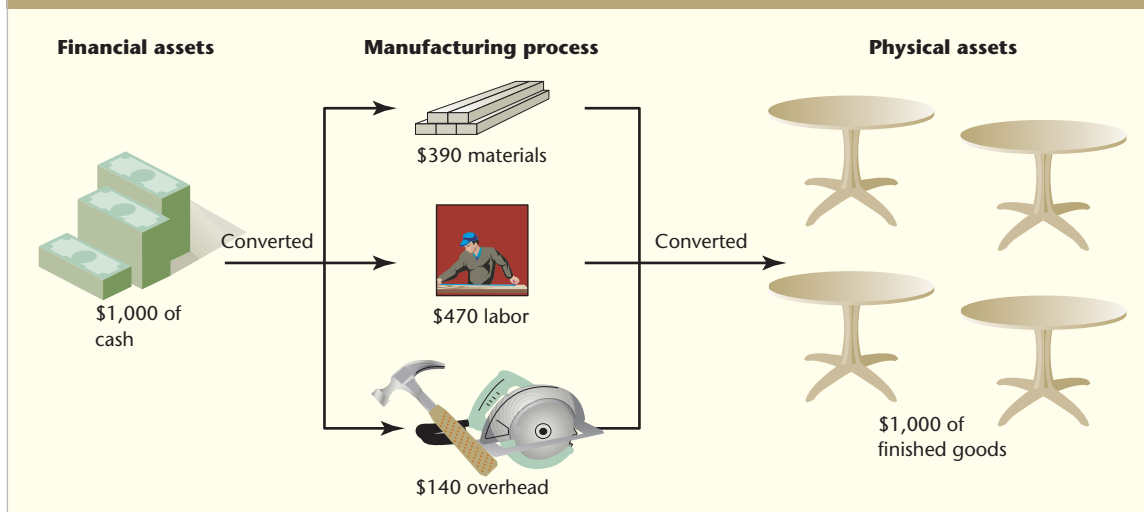 Financial assets
Manufacturing process
Physical assets
$390 materials
Converted
Converted
$1,000 of
cash
$470 labor
$1,000 of
finished goods
$140 overhead